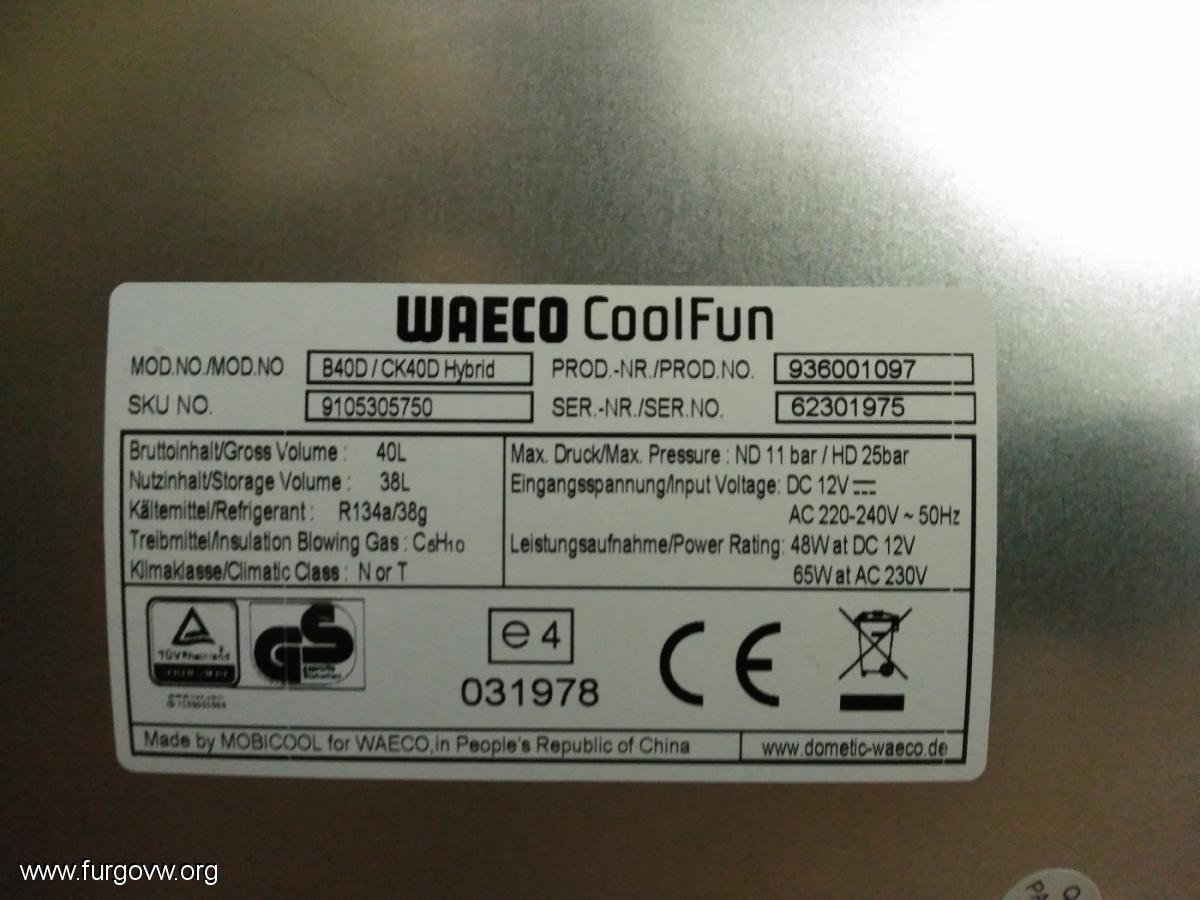 WAECO CoolFun
MOD.NO./MOD.NO B40D / CK40D Hybrid PROD.-NR./PROD.NO. 936001097
SKU NO. 9105305750 SER.-NR./SER.NO. 62301975
Bruttoinhalt/Gross Volume : 40L
Nutzinhalt/Storage Volume : 38L
Kältemittel/Refrigerant : R134a/38g
Treibmittel/Insulation Blowing Gas : C₅H₁₀
Klimaklasse/Climatic Class : N or T
Max. Druck/Max. Pressure : ND 11 bar / HD 25bar
Eingangsspannung/Input Voltage: DC 12V
AC 220-240V ~ 50Hz
Leistungsaufnahme/Power Rating: 48W at DC 12V
65W at AC 230V
TÜVRheinland
GS
geprüfte
Sicherheit
e4
031978
CE
Made by MOBICOOL for WAECO,in People's Republic of China
www.dometic-waeco.de
www.furgovw.org